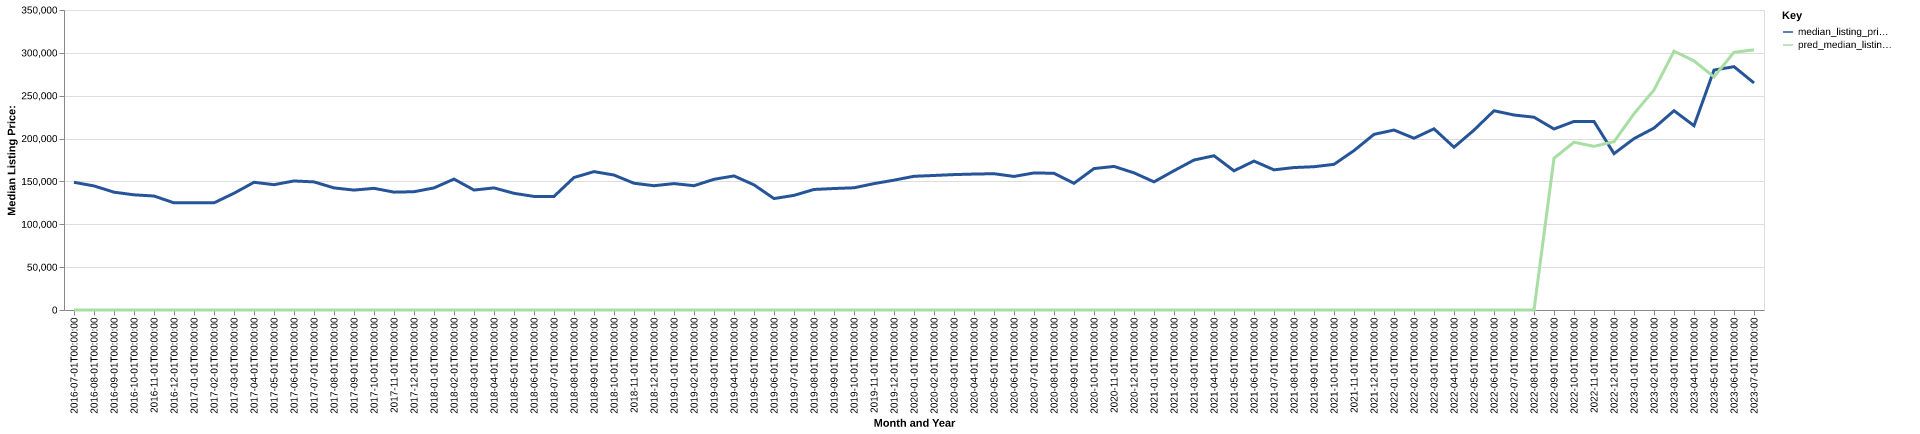 350,000
300,000
250,000
200,000
150,000
100,000
50,000
0
Median Listing Price:
2016-07-01T00:00:00
2016-08-01T00:00:00
2016-09-01T00:00:00
2016-10-01T00:00:00
2016-11-01T00:00:00
2016-12-01T00:00:00
2017-01-01T00:00:00
2017-02-01T00:00:00
2017-03-01T00:00:00
2017-04-01T00:00:00
2017-05-01T00:00:00
2017-06-01T00:00:00
2017-07-01T00:00:00
2017-08-01T00:00:00
2017-09-01T00:00:00
2017-10-01T00:00:00
2017-11-01T00:00:00
2017-12-01T00:00:00
2018-01-01T00:00:00
2018-02-01T00:00:00
2018-03-01T00:00:00
2018-04-01T00:00:00
2018-05-01T00:00:00
2018-06-01T00:00:00
2018-07-01T00:00:00
2018-08-01T00:00:00
2018-09-01T00:00:00
2018-10-01T00:00:00
2018-11-01T00:00:00
2018-12-01T00:00:00
2019-01-01T00:00:00
2019-02-01T00:00:00
2019-03-01T00:00:00
2019-04-01T00:00:00
2019-05-01T00:00:00
2019-06-01T00:00:00
2019-07-01T00:00:00
2019-08-01T00:00:00
2019-09-01T00:00:00
2019-10-01T00:00:00
2019-11-01T00:00:00
2019-12-01T00:00:00
2020-01-01T00:00:00
2020-02-01T00:00:00
2020-03-01T00:00:00
2020-04-01T00:00:00
2020-05-01T00:00:00
2020-06-01T00:00:00
2020-07-01T00:00:00
2020-08-01T00:00:00
2020-09-01T00:00:00
2020-10-01T00:00:00
2020-11-01T00:00:00
2020-12-01T00:00:00
2021-01-01T00:00:00
2021-02-01T00:00:00
2021-03-01T00:00:00
2021-04-01T00:00:00
2021-05-01T00:00:00
2021-06-01T00:00:00
2021-07-01T00:00:00
2021-08-01T00:00:00
2021-09-01T00:00:00
2021-10-01T00:00:00
2021-11-01T00:00:00
2021-12-01T00:00:00
2022-01-01T00:00:00
2022-02-01T00:00:00
2022-03-01T00:00:00
2022-04-01T00:00:00
2022-05-01T00:00:00
2022-06-01T00:00:00
2022-07-01T00:00:00
2022-08-01T00:00:00
2022-09-01T00:00:00
2022-10-01T00:00:00
2022-11-01T00:00:00
2022-12-01T00:00:00
2023-01-01T00:00:00
2023-02-01T00:00:00
2023-03-01T00:00:00
2023-04-01T00:00:00
2023-05-01T00:00:00
2023-06-01T00:00:00
2023-07-01T00:00:00
Month and Year
Key
median_listing_pri…
pred_median_listin…